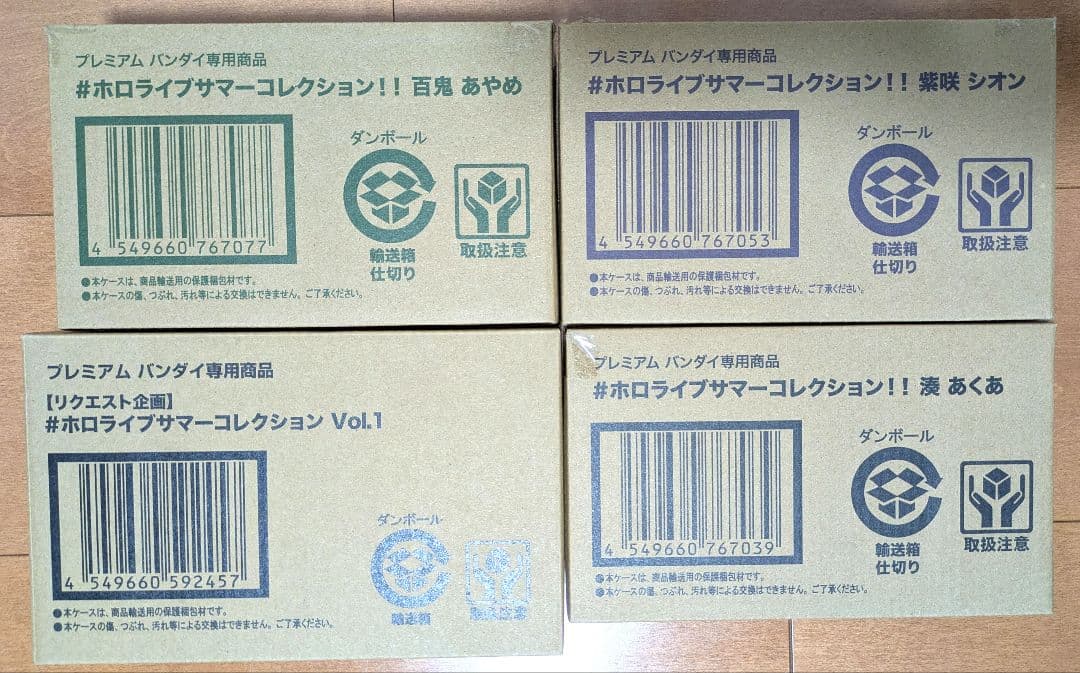 プレミアム バンダイ専用商品
#ホロライブサマーコレクション!! 百鬼 あやめ
ダンボール
4 549660 767077
輸送箱
仕切り
取扱注意
●本ケースは、商品輸送用の保護梱包材です。
●本ケースの傷、つぶれ、汚れ等による交換はできません。ご了承ください。
プレミアム バンダイ専用商品
#ホロライブサマーコレクション!! 紫咲 シオン
ダンボール
4 549660 767053
輸送箱
仕切り
取扱注意
●本ケースは、商品輸送用の保護梱包材です。
●本ケースの傷、つぶれ、汚れ等による交換はできません。ご了承ください。
プレミアム バンダイ専用商品
【リクエスト企画】
#ホロライブサマーコレクション Vol.1
ダンボール
4 549660 592457
輸送箱
取扱注意
●本ケースは、商品輸送用の保護梱包材です。
●本ケースの傷、つぶれ、汚れ等による交換はできません。ご了承ください。
プレミアム バンダイ専用商品
#ホロライブサマーコレクション!! 湊 あくあ
ダンボール
4 549660 767039
輸送箱
仕切り
取扱注意
●本ケースは、商品輸送用の保護梱包材です。
●本ケースの傷、つぶれ、汚れ等による交換はできません。ご了承ください。